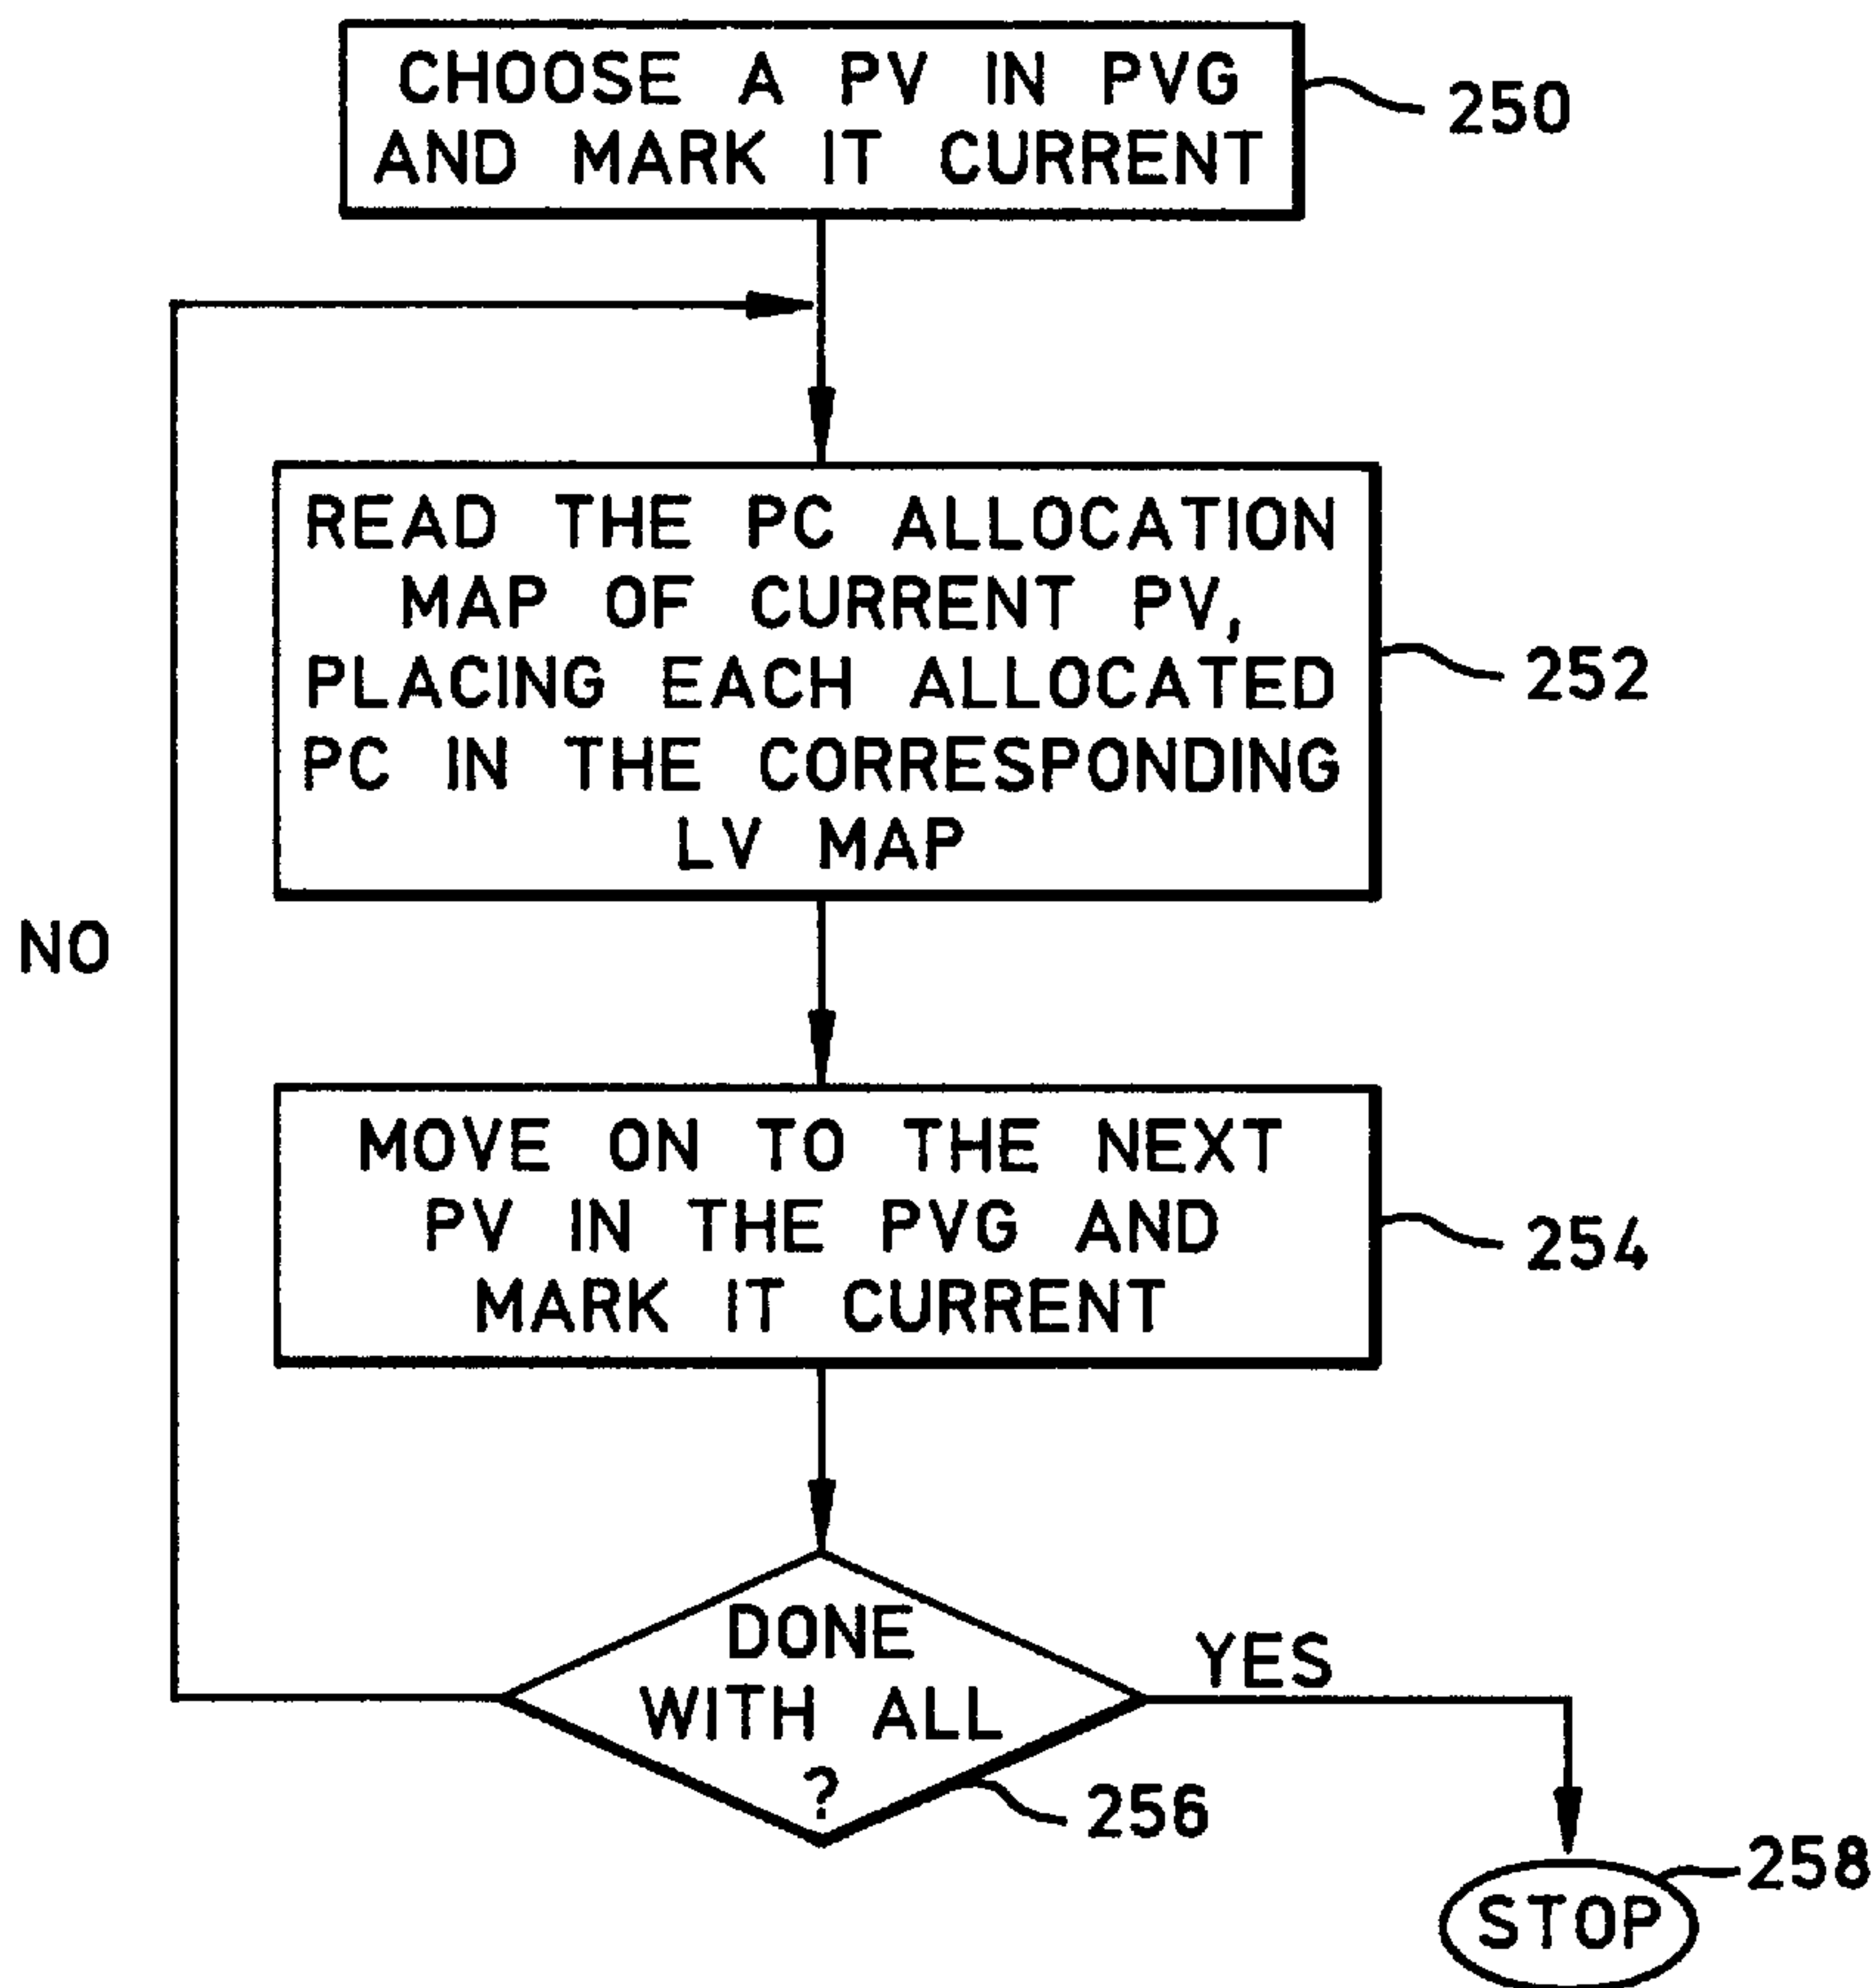 CHOOSE A PV IN PVG
AND MARK IT CURRENT
250
READ THE PC ALLOCATION
MAP OF CURRENT PV,
PLACING EACH ALLOCATED
PC IN THE CORRESPONDING
LV MAP
252
NO
MOVE ON TO THE NEXT
PV IN THE PVG AND
MARK IT CURRENT
254
DONE
WITH ALL
?
YES
256
258
STOP